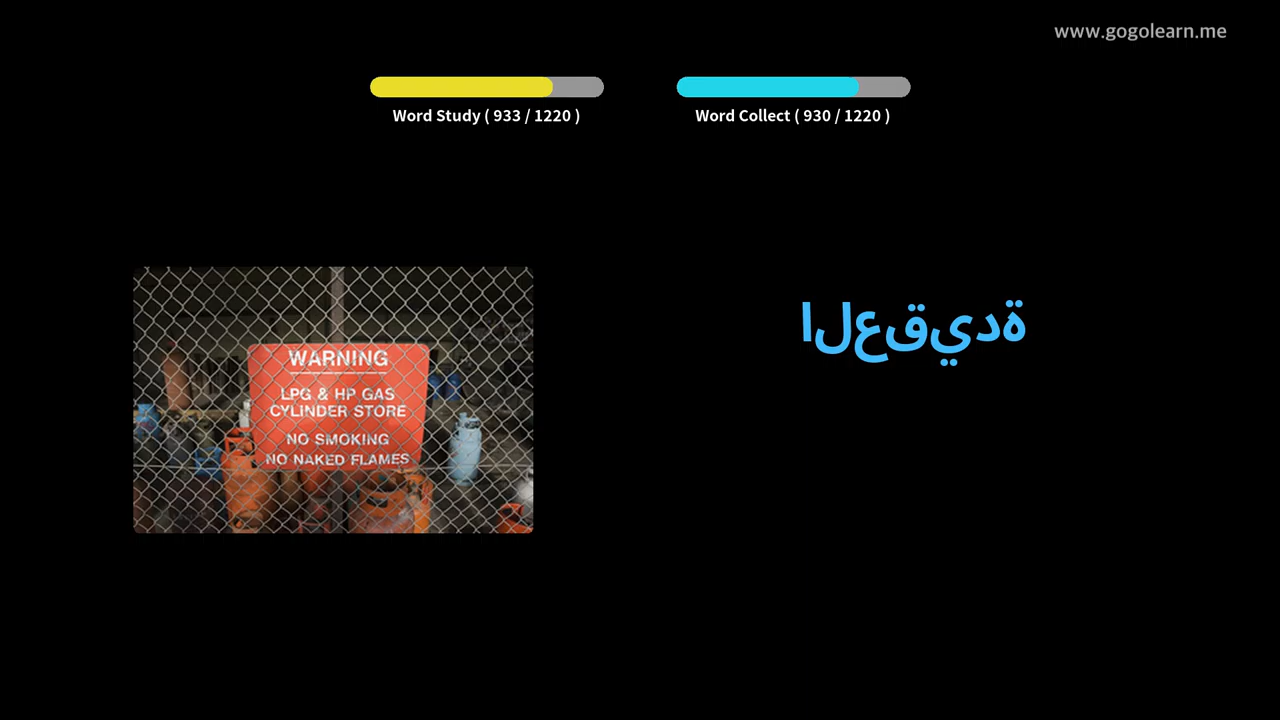 www.gogolearn.me
Word Study ( 933 / 1220 )
Word Collect ( 930 / 1220 )
WARNING
LPG & HP GAS
CYLINDER STORE
NO SMOKING
NO NAKED FLAMES
العقيدة